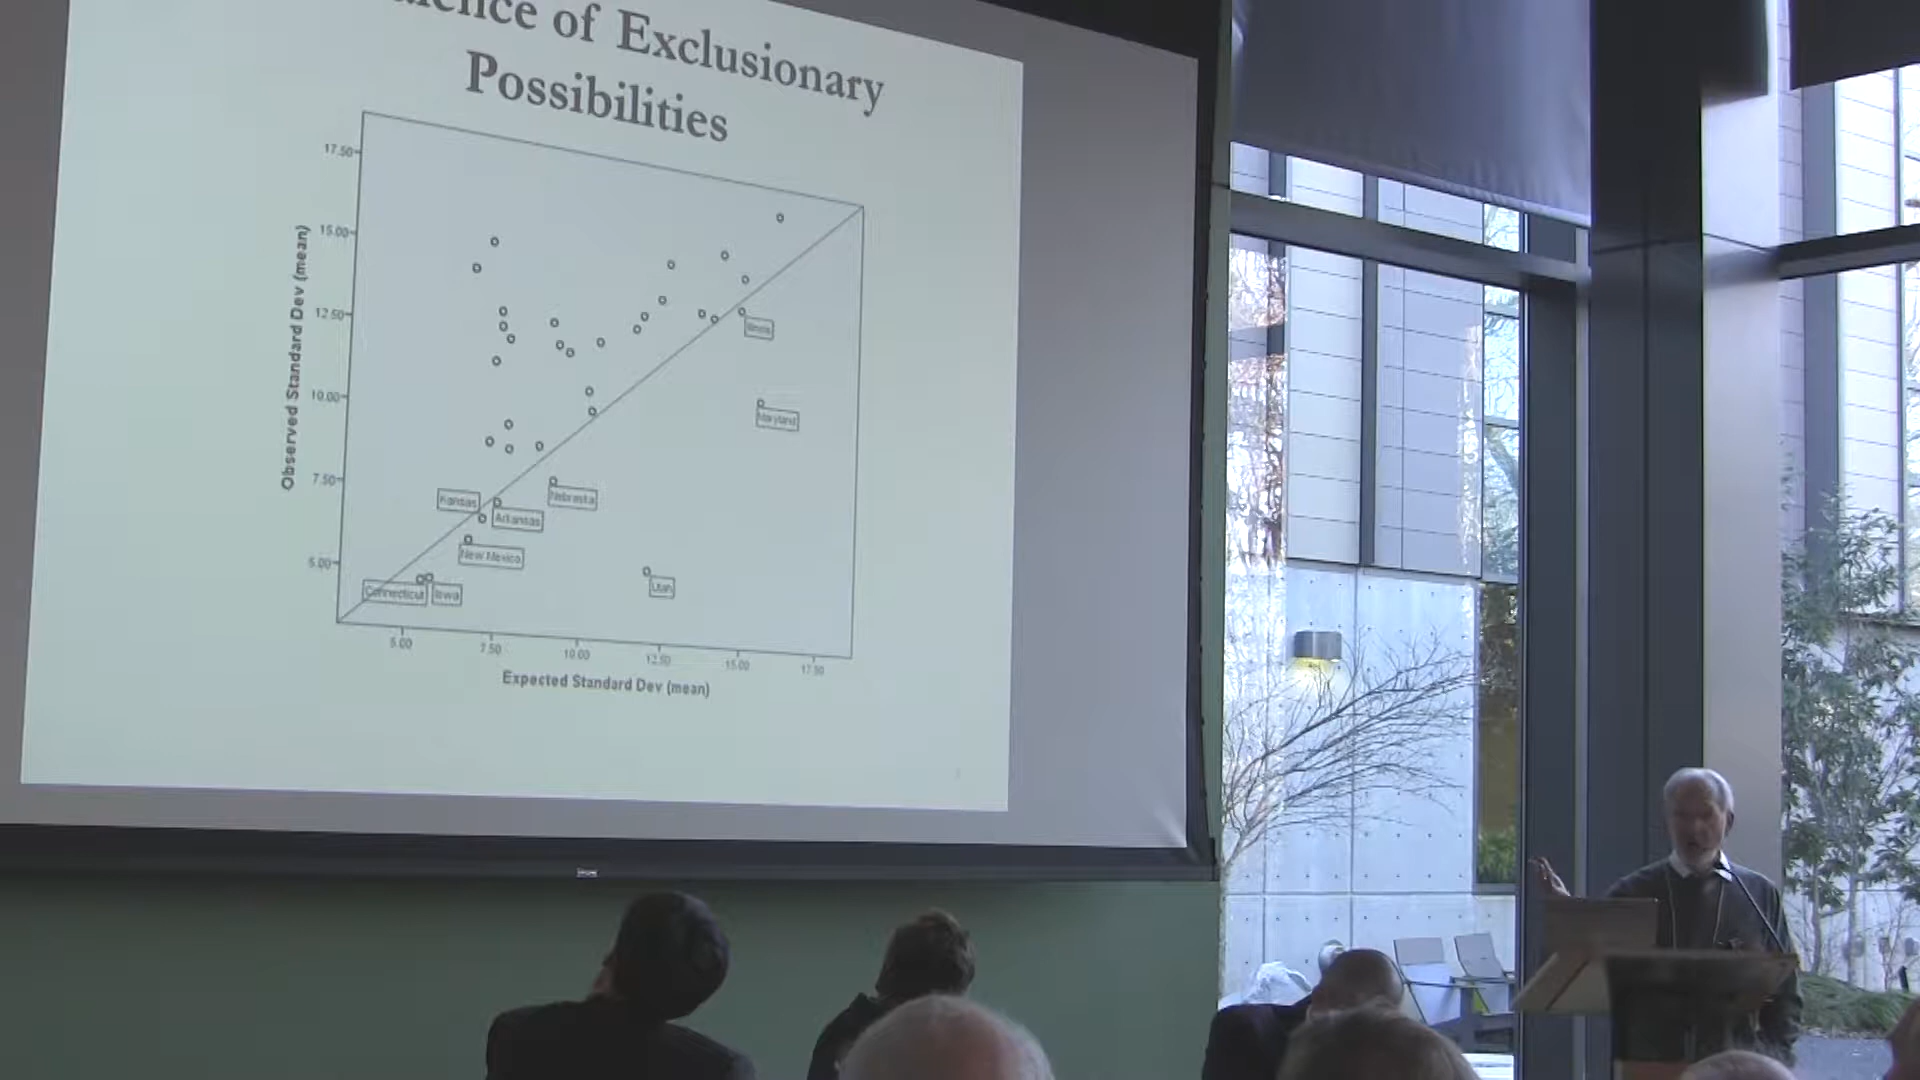 of Exclusionary
Possibilities
17.50
15.00
12.50
10.00
7.50
5.00
Observed Standard Dev (mean)
Illinois
Maryland
Nebraska
Kansas
Arkansas
New Mexico
Utah
Connecticut
Iowa
5.00
7.50
10.00
12.50
15.00
17.50
Expected Standard Dev (mean)